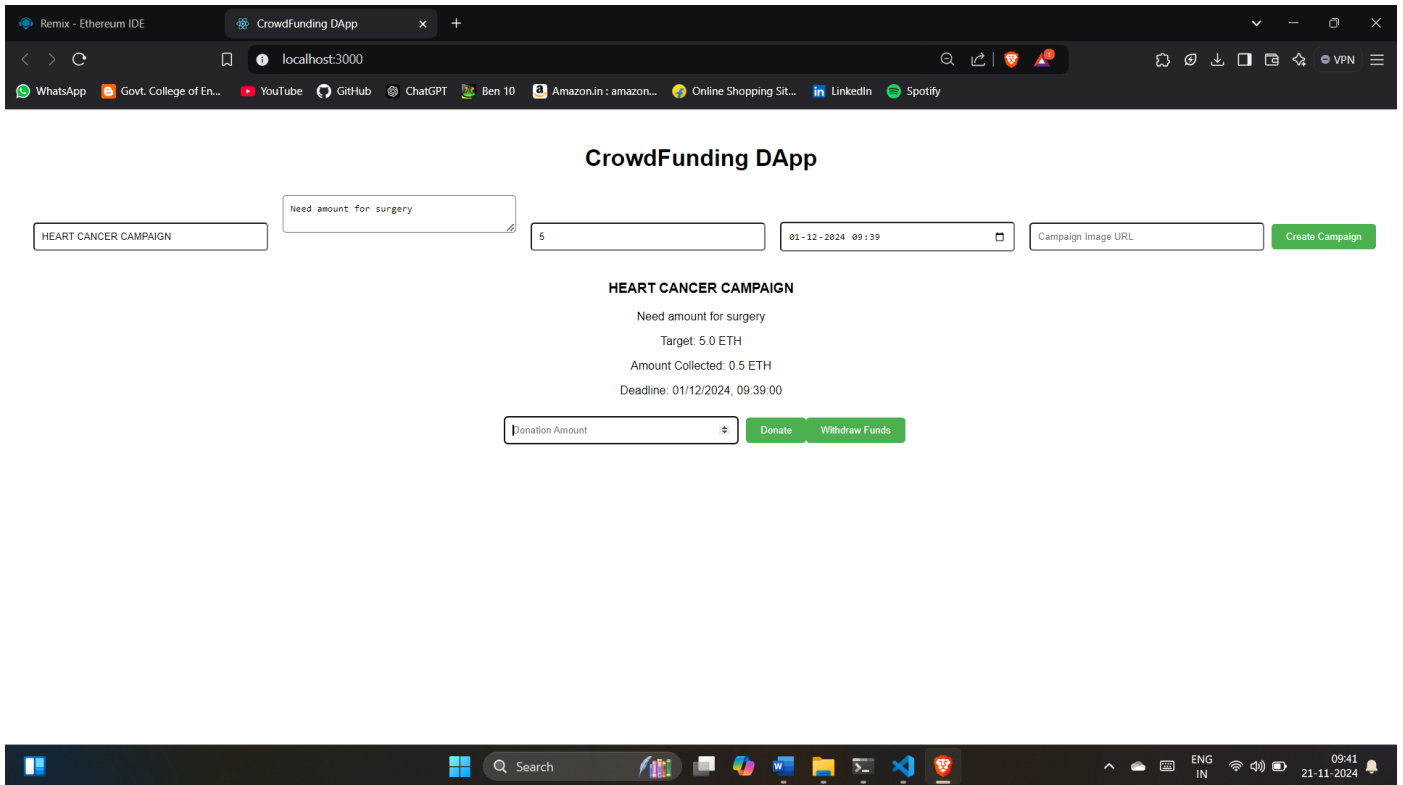 Remix - Ethereum IDE
CrowdFunding DApp
localhost:3000
1
VPN
WhatsApp
Govt. College of En...
YouTube
GitHub
ChatGPT
Ben 10
Amazon.in : amazon...
Online Shopping Sit...
LinkedIn
Spotify
CrowdFunding DApp
Need amount for surgery
HEART CANCER CAMPAIGN
5
01-12-2024 09:39
Campaign Image URL
Create Campaign
HEART CANCER CAMPAIGN
Need amount for surgery
Target: 5.0 ETH
Amount Collected: 0.5 ETH
Deadline: 01/12/2024, 09:39:00
Donation Amount
Donate
Withdraw Funds
Search
ENG
IN
09:41
21-11-2024